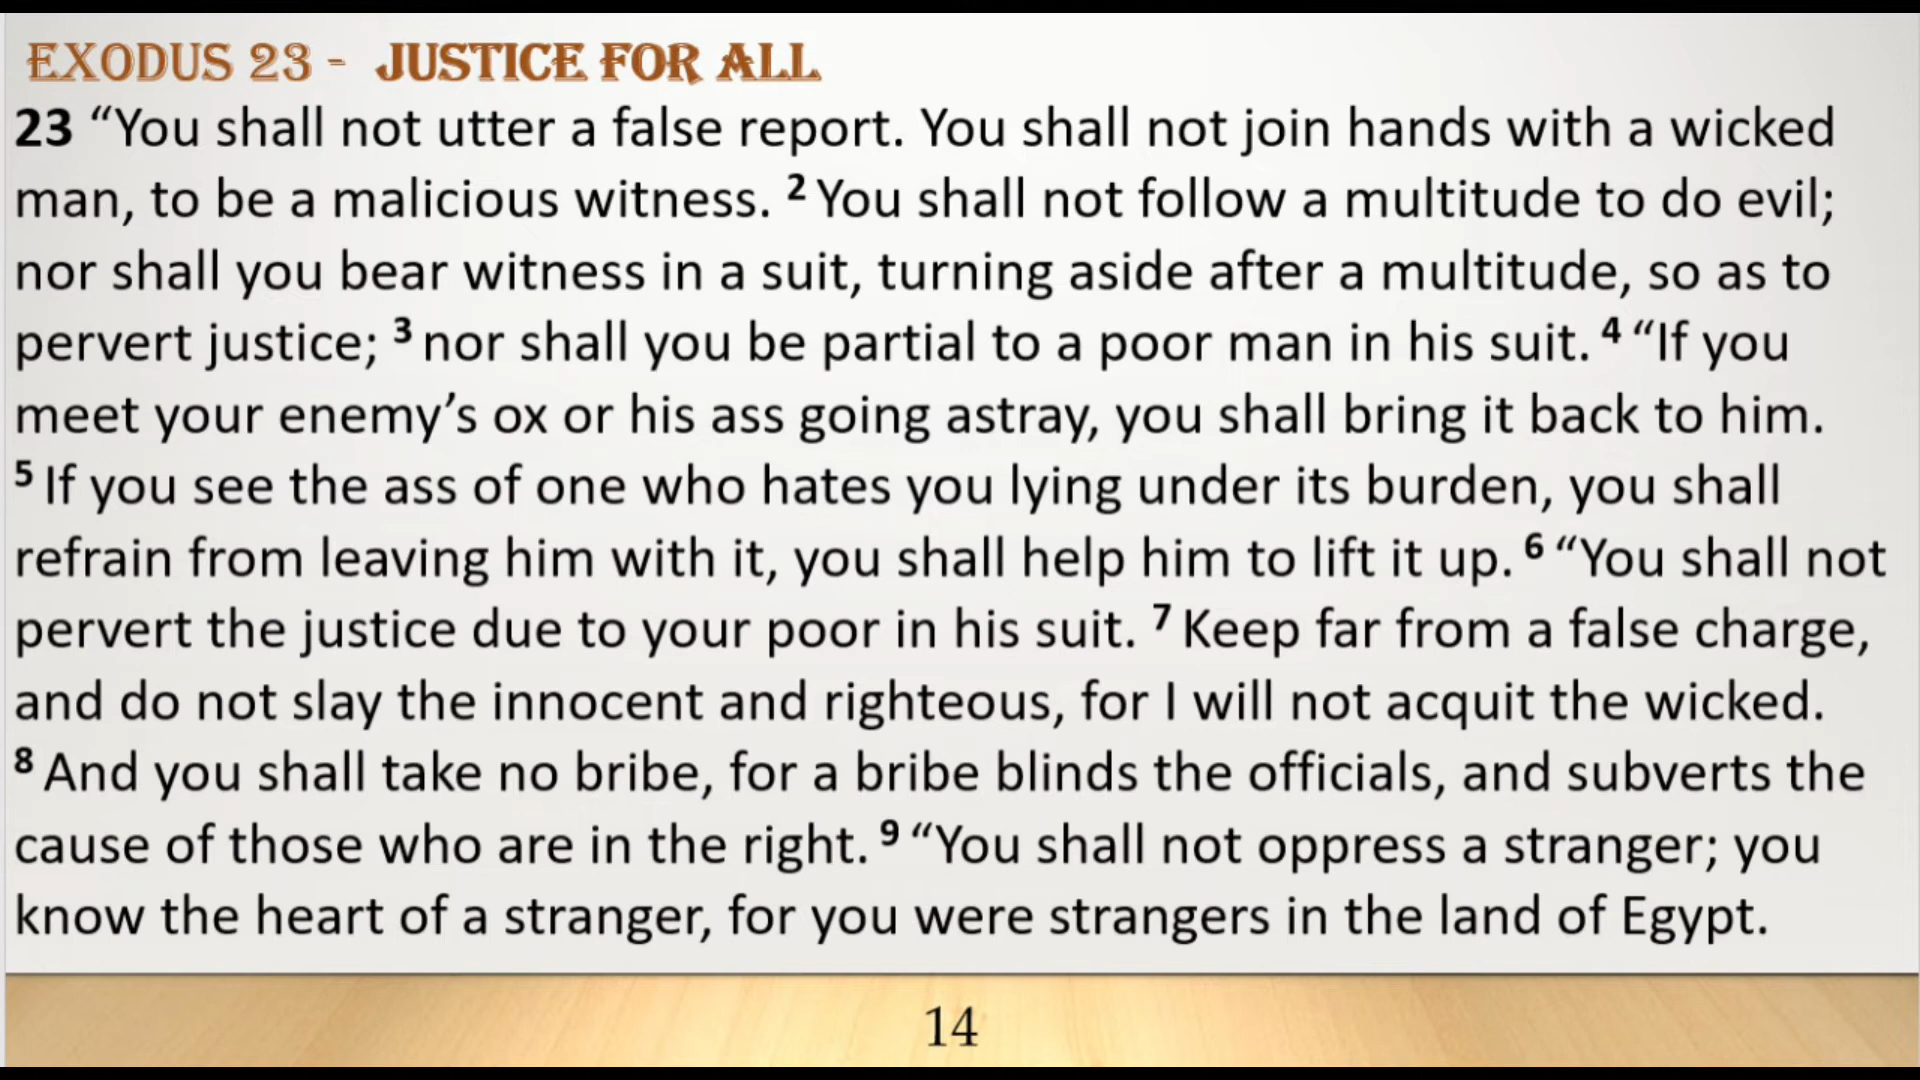 EXODUS 23 - JUSTICE FOR ALL
23 “You shall not utter a false report. You shall not join hands with a wicked
man, to be a malicious witness. 2 You shall not follow a multitude to do evil;
nor shall you bear witness in a suit, turning aside after a multitude, so as to
pervert justice; 3 nor shall you be partial to a poor man in his suit. 4 “If you
meet your enemy’s ox or his ass going astray, you shall bring it back to him.
5 If you see the ass of one who hates you lying under its burden, you shall
refrain from leaving him with it, you shall help him to lift it up. 6 “You shall not
pervert the justice due to your poor in his suit. 7 Keep far from a false charge,
and do not slay the innocent and righteous, for I will not acquit the wicked.
8 And you shall take no bribe, for a bribe blinds the officials, and subverts the
cause of those who are in the right. 9 “You shall not oppress a stranger; you
know the heart of a stranger, for you were strangers in the land of Egypt.
14